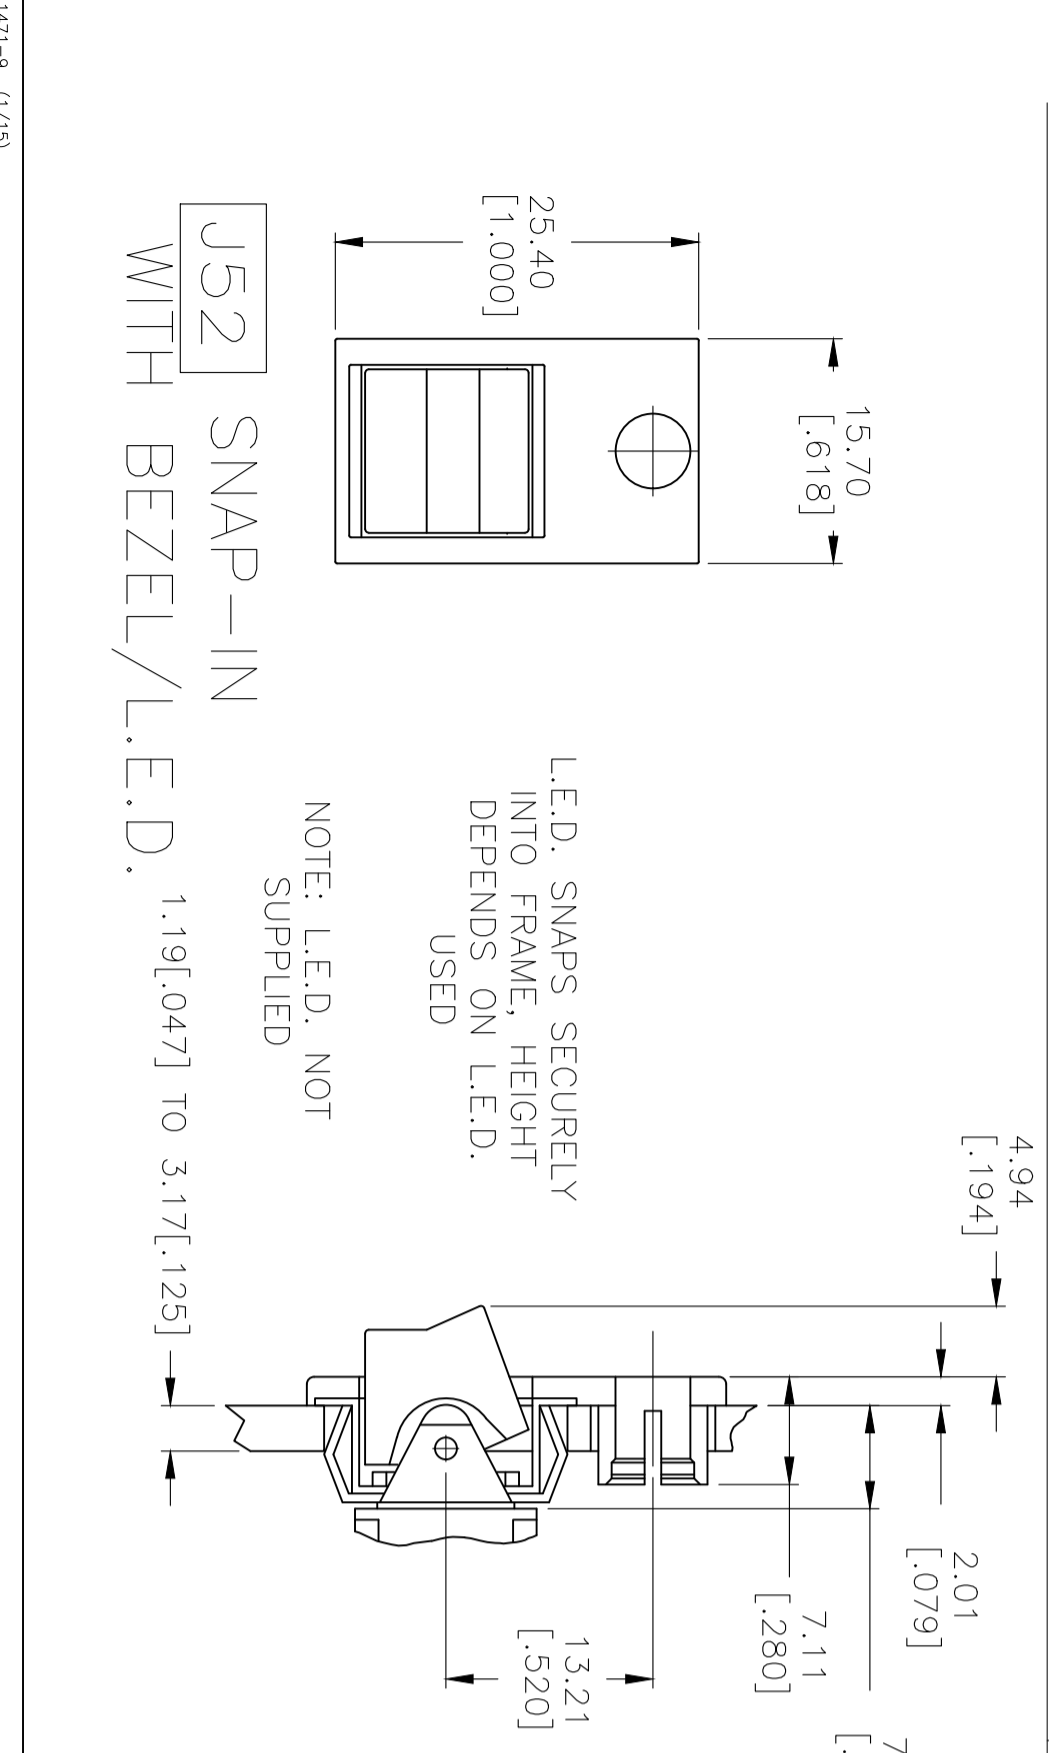 4.94
[.194]
15.70
[.618]
2.01
[.079]
7.11
[.280]
25.40
[1.000]
13.21
[.520]
L.E.D. SNAPS SECURELY
INTO FRAME, HEIGHT
DEPENDS ON L.E.D.
USED
NOTE: L.E.D. NOT
SUPPLIED
J52 SNAP-IN
WITH BEZEL/L.E.D.
1.19[.047] TO 3.17[.125]
(1/15)